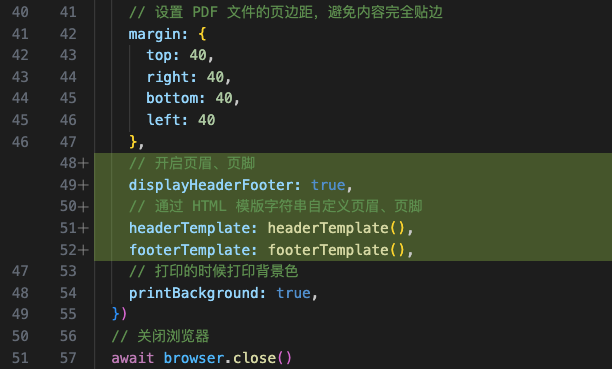 40 41 // 设置 PDF 文件的页边距，避免内容完全贴边
41 42 margin: {
42 43 top: 40,
43 44 right: 40,
44 45 bottom: 40,
45 46 left: 40
46 47 },
48+ // 开启页眉、页脚
49+ displayHeaderFooter: true,
50+ // 通过 HTML 模版字符串自定义页眉、页脚
51+ headerTemplate: headerTemplate(),
52+ footerTemplate: footerTemplate(),
47 53 // 打印的时候打印背景色
48 54 printBackground: true,
49 55 })
50 56 // 关闭浏览器
51 57 await browser.close()